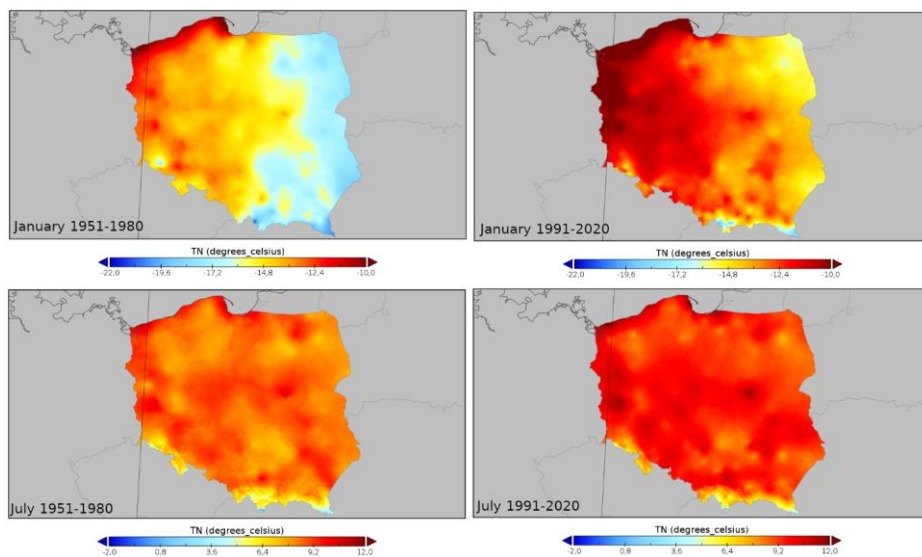 January 1951-1980
TN (degrees_celsius)
-22,0 -19,6 -17,2 -14,8 -12,4 -10,0
January 1991-2020
TN (degrees_celsius)
-22,0 -19,6 -17,2 -14,8 -12,4 -10,0
July 1951-1980
TN (degrees_celsius)
-2,0 0,8 3,6 6,4 9,2 12,0
July 1991-2020
TN (degrees_celsius)
-2,0 0,8 3,6 6,4 9,2 12,0